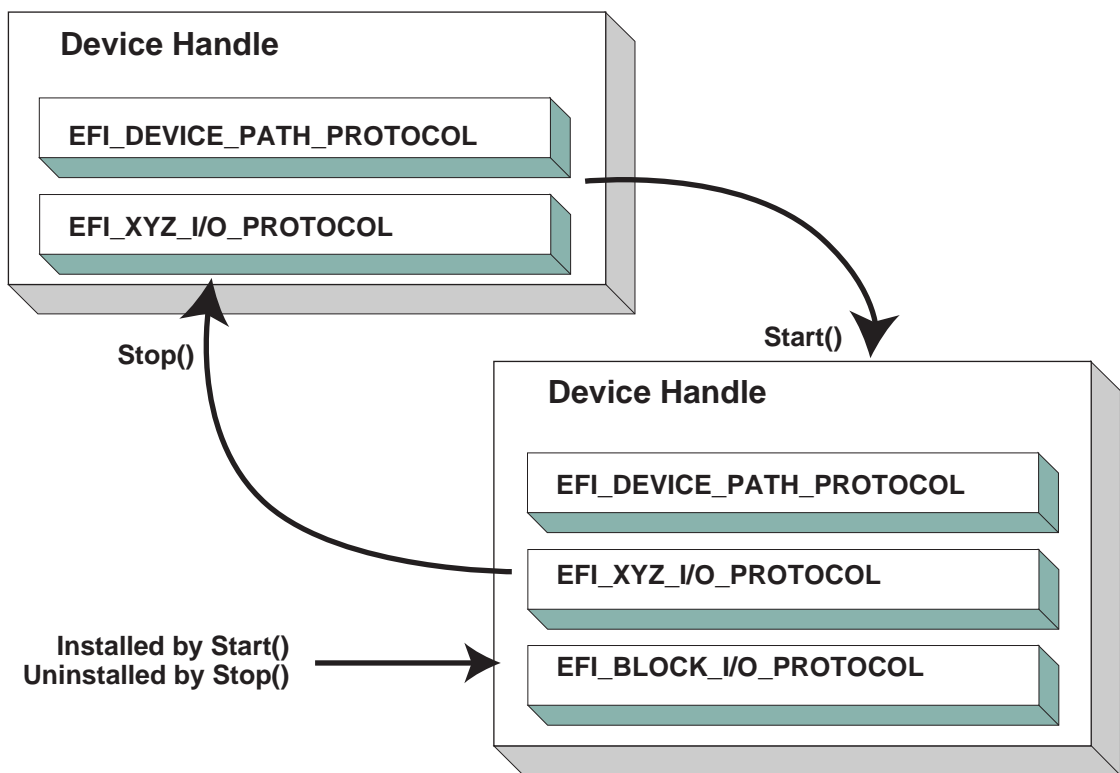 Device Handle
EFI_DEVICE_PATH_PROTOCOL
EFI_XYZ_I/O_PROTOCOL
Stop()
Start()
Device Handle
EFI_DEVICE_PATH_PROTOCOL
EFI_XYZ_I/O_PROTOCOL
EFI_BLOCK_I/O_PROTOCOL
Installed by Start()
Uninstalled by Stop()